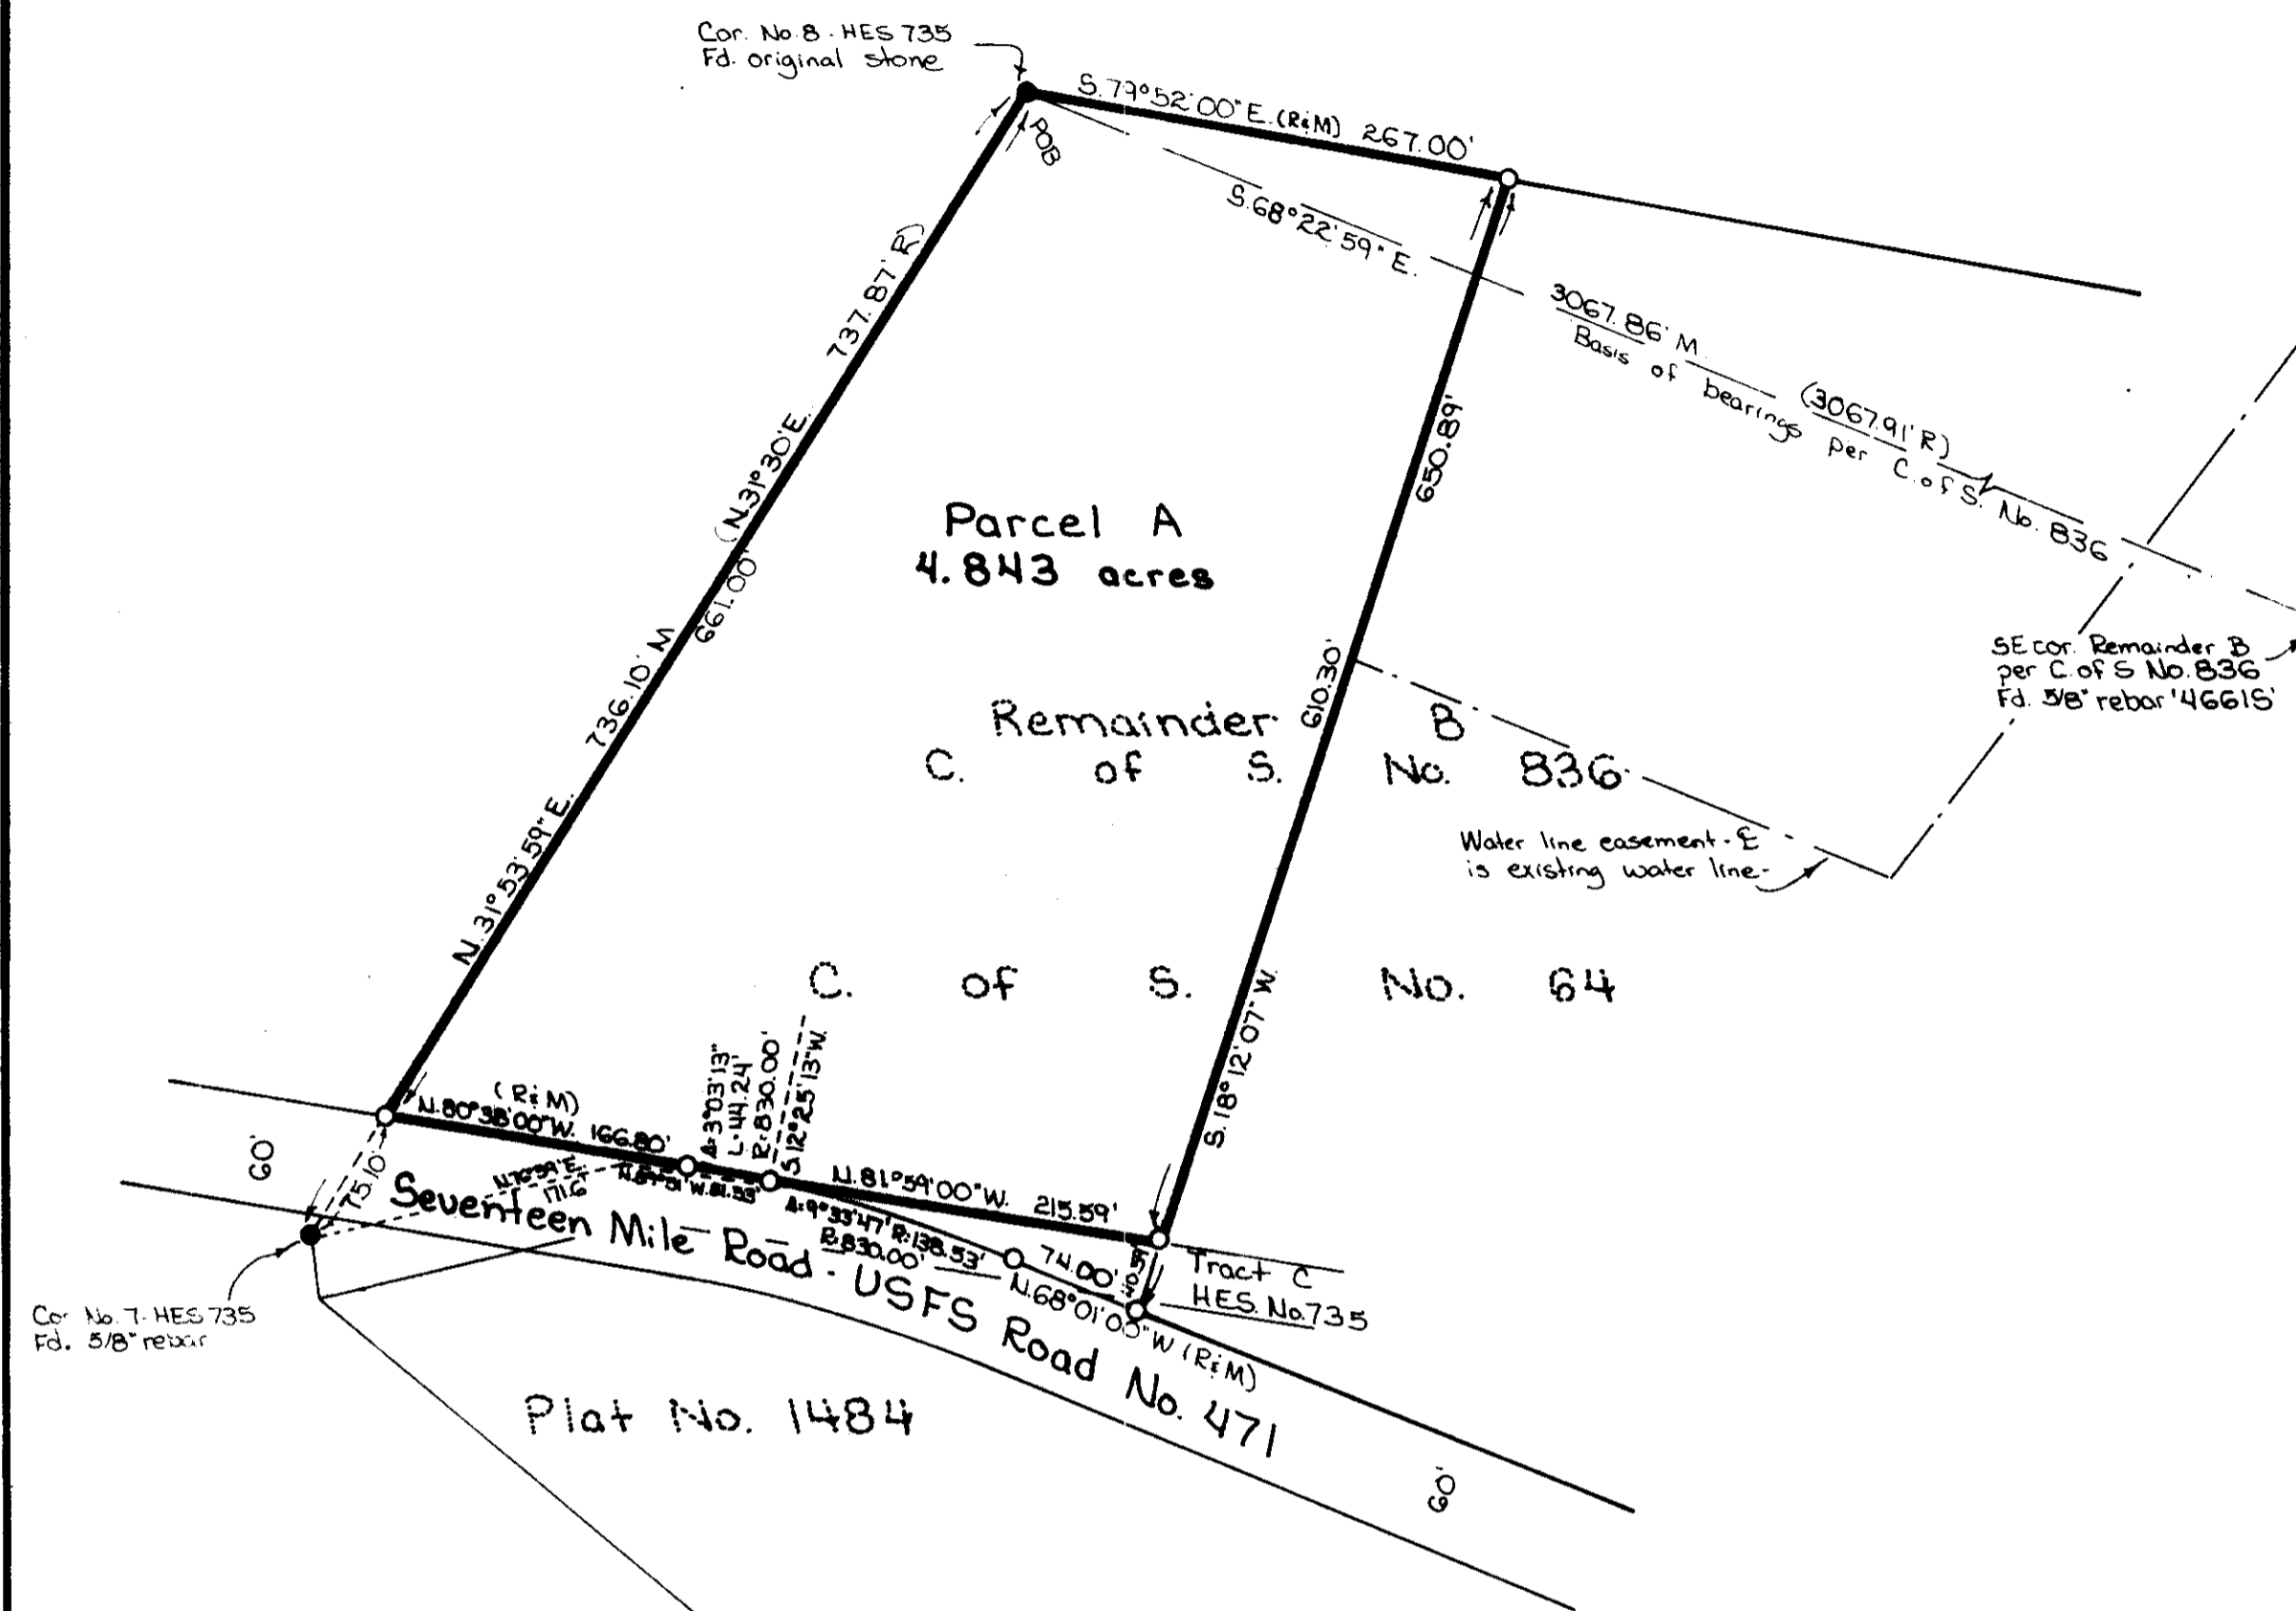 Cor. No. 8 - HES 735
Fd. original stone
POB
S.79°52'00"E. (R&M) 267.00'
S.68°22'59"E.
3067.86' M.
(3067.91' R)
Basis of bearings per C. of S. No. 836
737.87' R)
(N.31°30'E.
661.00'
736.10' M
N.31°53'59"E.
650.89'
610.30'
S.18°12'07"W.
Parcel A
4.843 acres
Remainder B
C. of S. No. 836
SE cor. Remainder B
per C. of S No. 836
Fd. 5/8" rebar '4661S'
Water line easement - ℄
is existing water line
C. of S. No. 64
(R&M)
N.80°38'00"W. 166.80'
Δ=3°03'13"
L=44.24'
R=830.00'
S.12°25'13"W.
N.81°59'00"W. 215.59'
60'
75.10'
171.6'
Δ=9°33'47"
138.53'
R=830.00'
74.00'
N.68°01'00"W (R&M)
Seventeen Mile Road - USFS Road No. 471
Tract C
HES. No. 735
Cor No. 7 - HES 735
Fd. 5/8" rebar
Plat No. 1484
60'